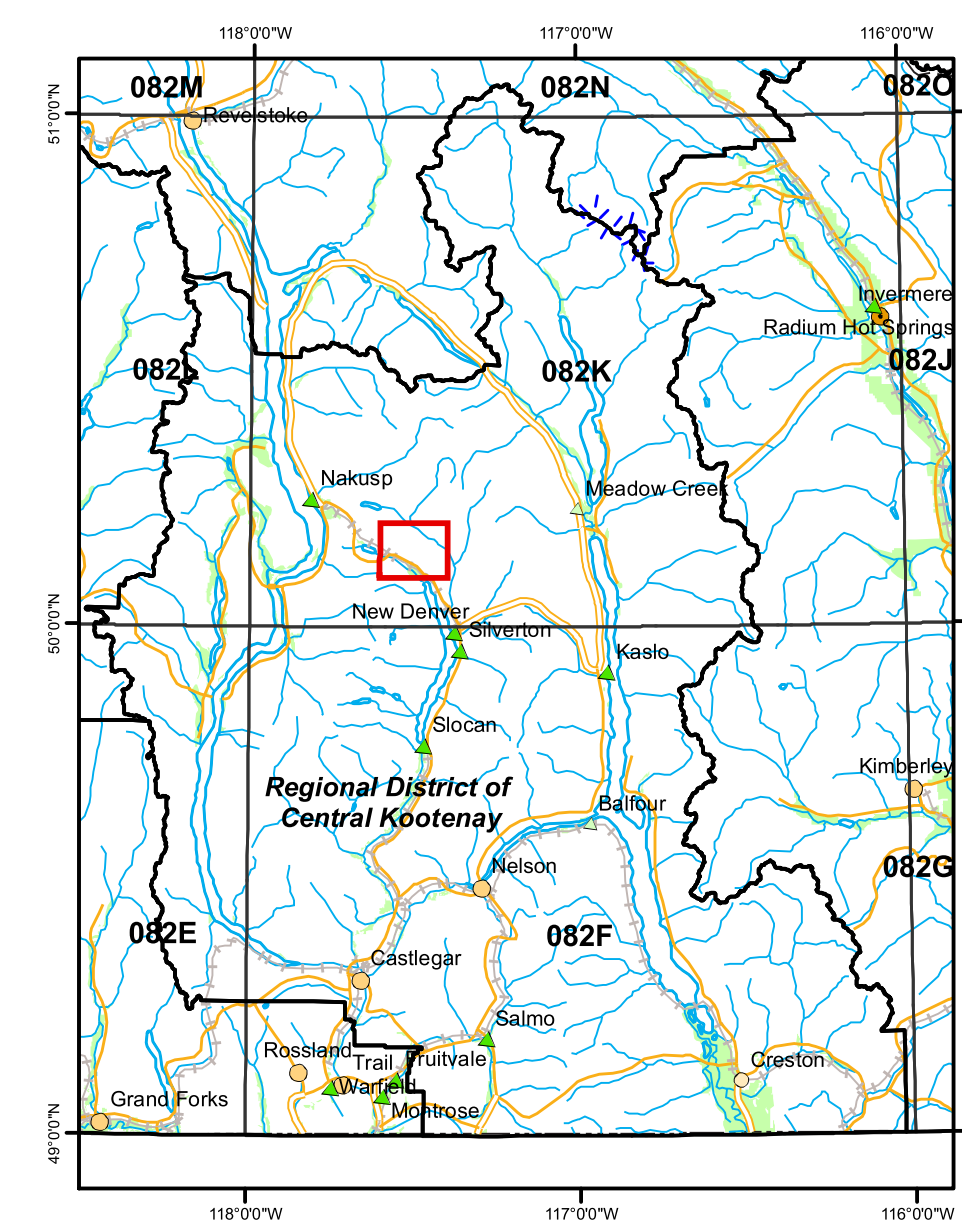 118°0'0"W
117°0'0"W
116°0'0"W
082M
082N
082O
51°0'0"N
Revelstoke
Invermere
Radium Hot Springs
082L
082K
082J
Nakusp
Meadow Creek
50°0'0"N
New Denver
Silverton
Kaslo
Slocan
Kimberley
Regional District of
Central Kootenay
Balfour
Nelson
082G
082E
082F
Castlegar
Salmo
Rossland
Trail
Fruitvale
Creston
Warfield
Grand Forks
Montrose
49°0'0"N
118°0'0"W
117°0'0"W
116°0'0"W